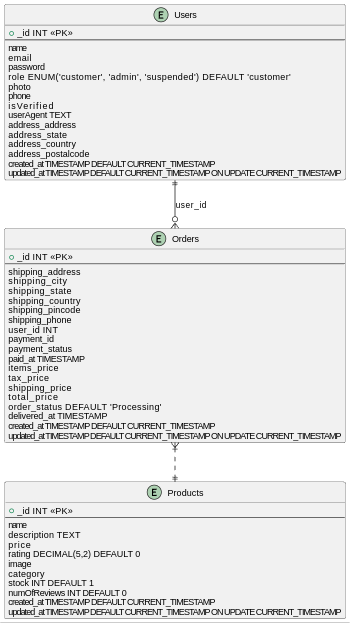 E Users
_id INT «PK»
name
email
password
role ENUM('customer', 'admin', 'suspended') DEFAULT 'customer'
photo
phone
isVerified
userAgent TEXT
address_address
address_state
address_country
address_postalcode
created_at TIMESTAMP DEFAULT CURRENT_TIMESTAMP
updated_at TIMESTAMP DEFAULT CURRENT_TIMESTAMP ON UPDATE CURRENT_TIMESTAMP
user_id
E Orders
_id INT «PK»
shipping_address
shipping_city
shipping_state
shipping_country
shipping_pincode
shipping_phone
user_id INT
payment_id
payment_status
paid_at TIMESTAMP
items_price
tax_price
shipping_price
total_price
order_status DEFAULT 'Processing'
delivered_at TIMESTAMP
created_at TIMESTAMP DEFAULT CURRENT_TIMESTAMP
updated_at TIMESTAMP DEFAULT CURRENT_TIMESTAMP ON UPDATE CURRENT_TIMESTAMP
E Products
_id INT «PK»
name
description TEXT
price
rating DECIMAL(5,2) DEFAULT 0
image
category
stock INT DEFAULT 1
numOfReviews INT DEFAULT 0
created_at TIMESTAMP DEFAULT CURRENT_TIMESTAMP
updated_at TIMESTAMP DEFAULT CURRENT_TIMESTAMP ON UPDATE CURRENT_TIMESTAMP